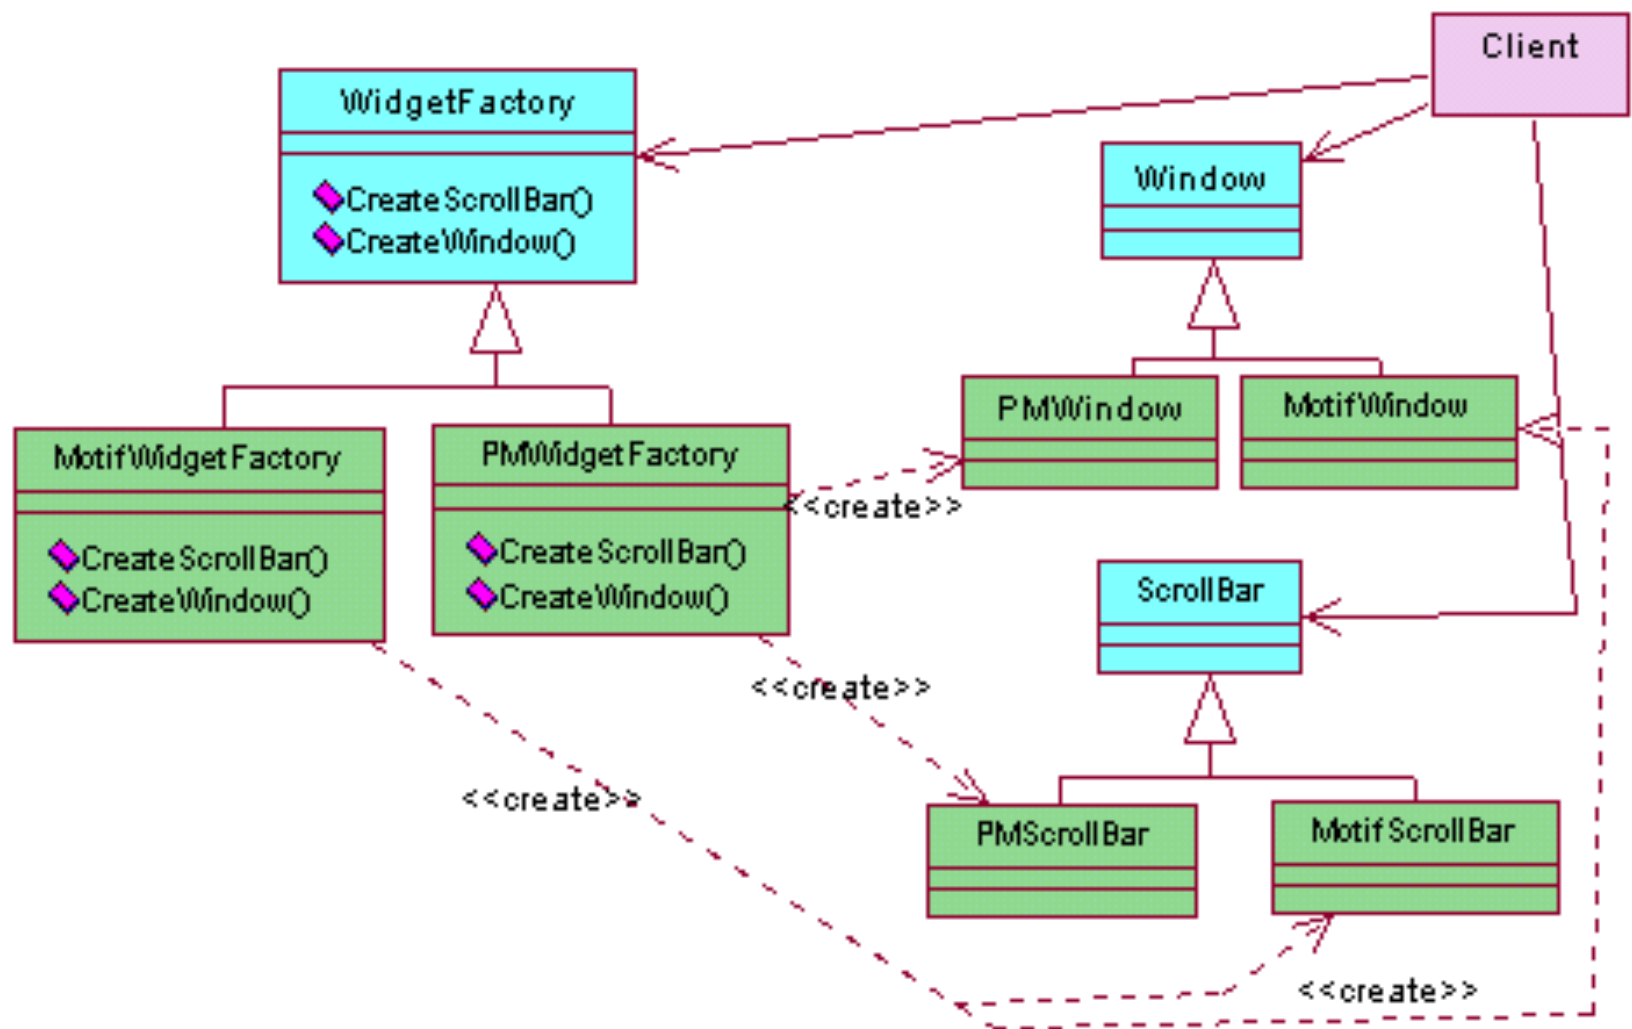 Client
WidgetFactory
CreateScrollBar()
CreateWindow()
Window
MotifWidgetFactory
CreateScrollBar()
CreateWindow()
PMWidgetFactory
CreateScrollBar()
CreateWindow()
PMWindow
MotifWindow
<<create>>
ScrollBar
<<create>>
<<create>>
PMScrollBar
MotifScrollBar
<<create>>